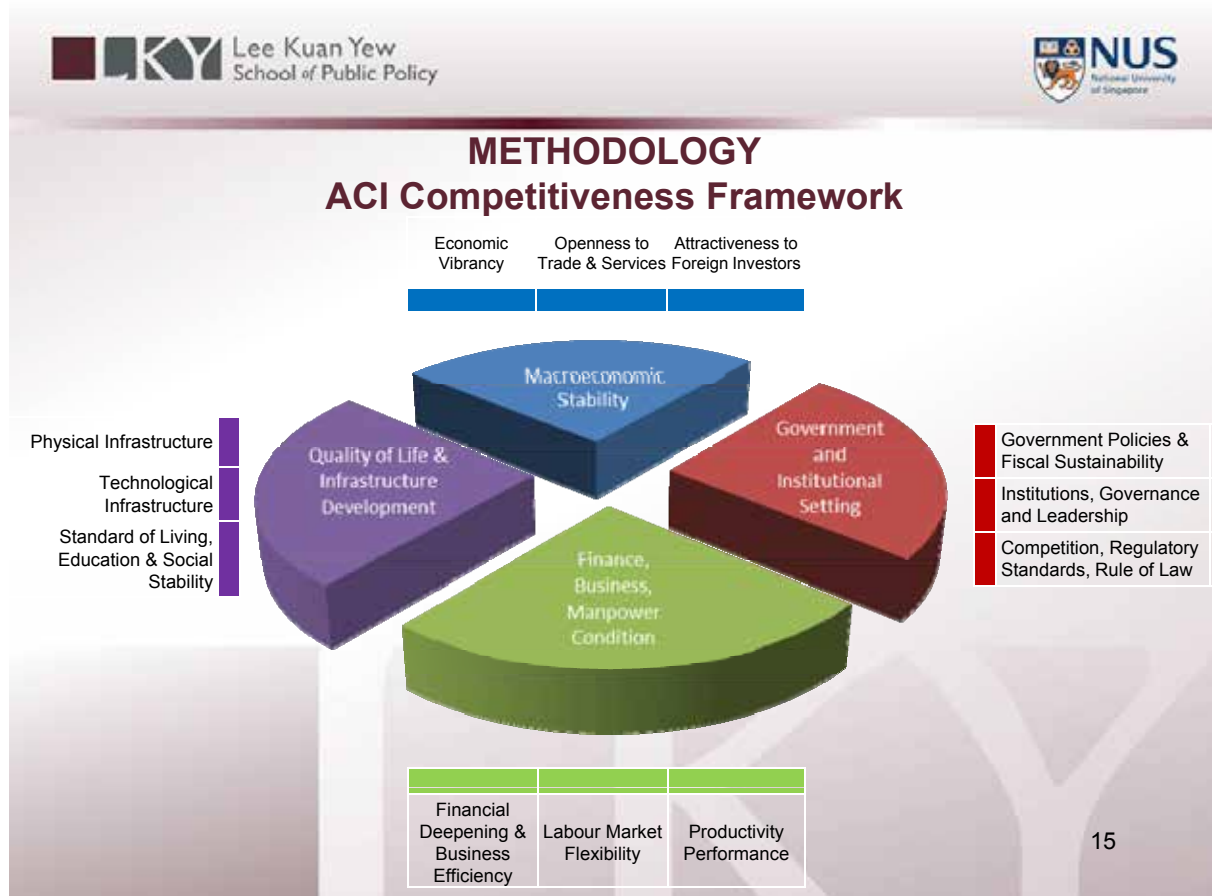 Lee Kuan Yew
School of Public Policy
NUS
National University
of Singapore
METHODOLOGY
ACI Competitiveness Framework
Economic
Vibrancy
Openness to
Trade & Services
Attractiveness to
Foreign Investors
Macroeconomic
Stability
Physical Infrastructure
Technological
Infrastructure
Standard of Living,
Education & Social
Stability
Quality of Life &
Infrastructure
Development
Government
and
Institutional
Setting
Government Policies &
Fiscal Sustainability
Institutions, Governance
and Leadership
Competition, Regulatory
Standards, Rule of Law
Finance,
Business,
Manpower
Condition
Financial
Deepening &
Business
Efficiency
Labour Market
Flexibility
Productivity
Performance
15
LKY